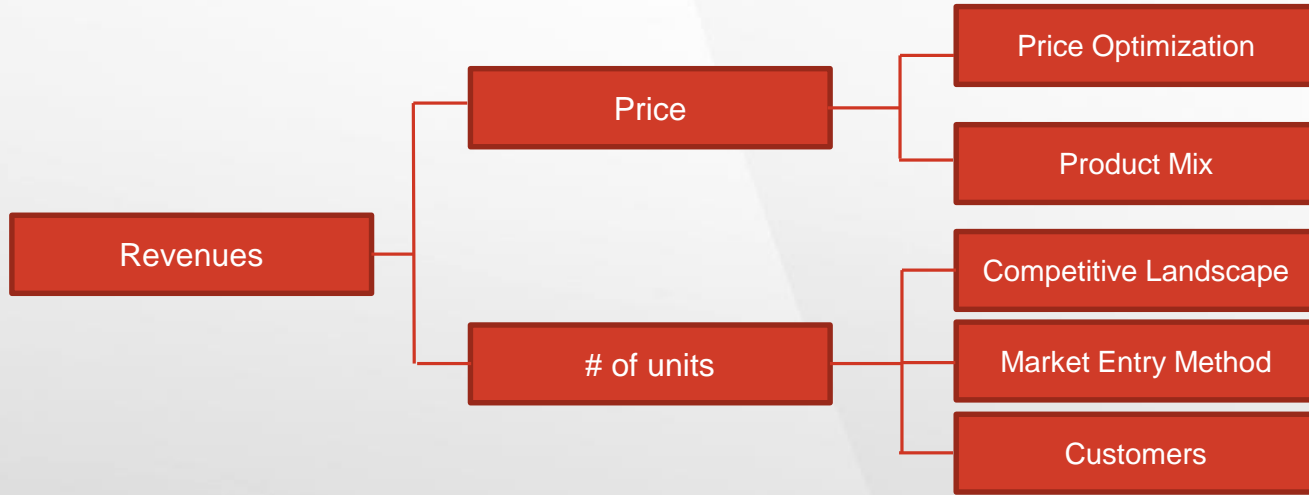 Price Optimization
Price
Product Mix
Revenues
Competitive Landscape
# of units
Market Entry Method
Customers